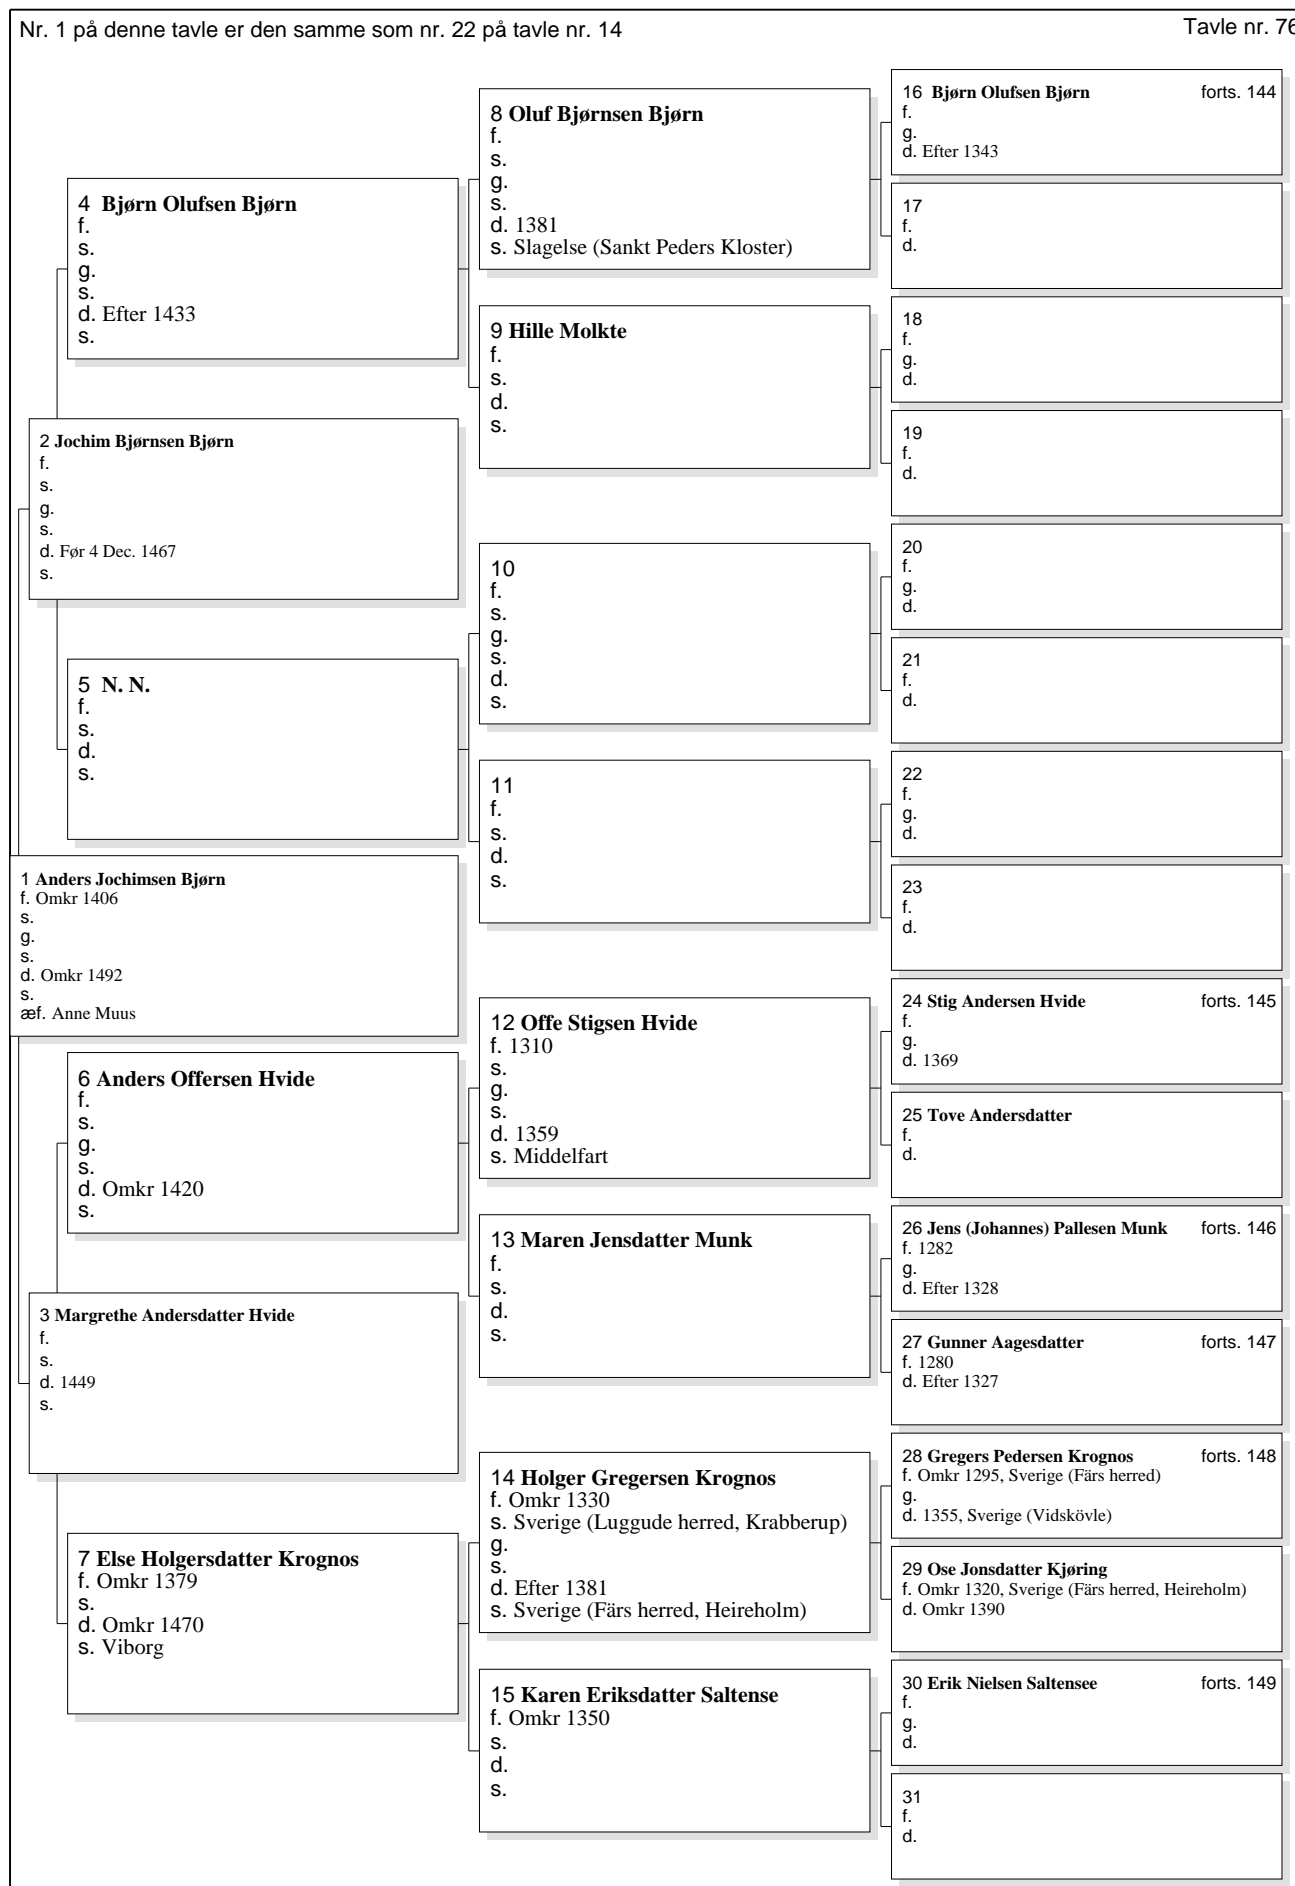 Nr. 1 på denne tavle er den samme som nr. 22 på tavle nr. 14
Tavle nr. 76
16 Bjørn Olufsen Bjørn forts. 144
f.
g.
d. Efter 1343
8 Oluf Bjørnsen Bjørn
f.
s.
g.
s.
d. 1381
s. Slagelse (Sankt Peders Kloster)
17
f.
d.
4 Bjørn Olufsen Bjørn
f.
s.
g.
s.
d. Efter 1433
s.
18
f.
g.
d.
9 Hille Molkte
f.
s.
d.
s.
19
f.
d.
2 Jochim Bjørnsen Bjørn
f.
s.
g.
s.
d. Før 4 Dec. 1467
s.
20
f.
g.
d.
10
f.
s.
g.
s.
d.
s.
21
f.
d.
5 N. N.
f.
s.
d.
s.
22
f.
g.
d.
11
f.
s.
d.
s.
23
f.
d.
1 Anders Jochimsen Bjørn
f. Omkr 1406
s.
g.
s.
d. Omkr 1492
s.
æf. Anne Muus
24 Stig Andersen Hvide forts. 145
f.
g.
d. 1369
12 Offe Stigsen Hvide
f. 1310
s.
g.
s.
d. 1359
s. Middelfart
25 Tove Andersdatter
f.
d.
6 Anders Offersen Hvide
f.
s.
g.
s.
d. Omkr 1420
s.
26 Jens (Johannes) Pallesen Munk forts. 146
f. 1282
g.
d. Efter 1328
13 Maren Jensdatter Munk
f.
s.
d.
s.
27 Gunner Aagesdatter forts. 147
f. 1280
d. Efter 1327
3 Margrethe Andersdatter Hvide
f.
s.
d. 1449
s.
28 Gregers Pedersen Krognos forts. 148
f. Omkr 1295, Sverige (Färs herred)
g.
d. 1355, Sverige (Vidskövle)
14 Holger Gregersen Krognos
f. Omkr 1330
s. Sverige (Luggude herred, Krabberup)
g.
s.
d. Efter 1381
s. Sverige (Färs herred, Heireholm)
29 Ose Jonsdatter Kjøring
f. Omkr 1320, Sverige (Färs herred, Heireholm)
d. Omkr 1390
7 Else Holgersdatter Krognos
f. Omkr 1379
s.
d. Omkr 1470
s. Viborg
30 Erik Nielsen Saltensee forts. 149
f.
g.
d.
15 Karen Eriksdatter Saltense
f. Omkr 1350
s.
d.
s.
31
f.
d.